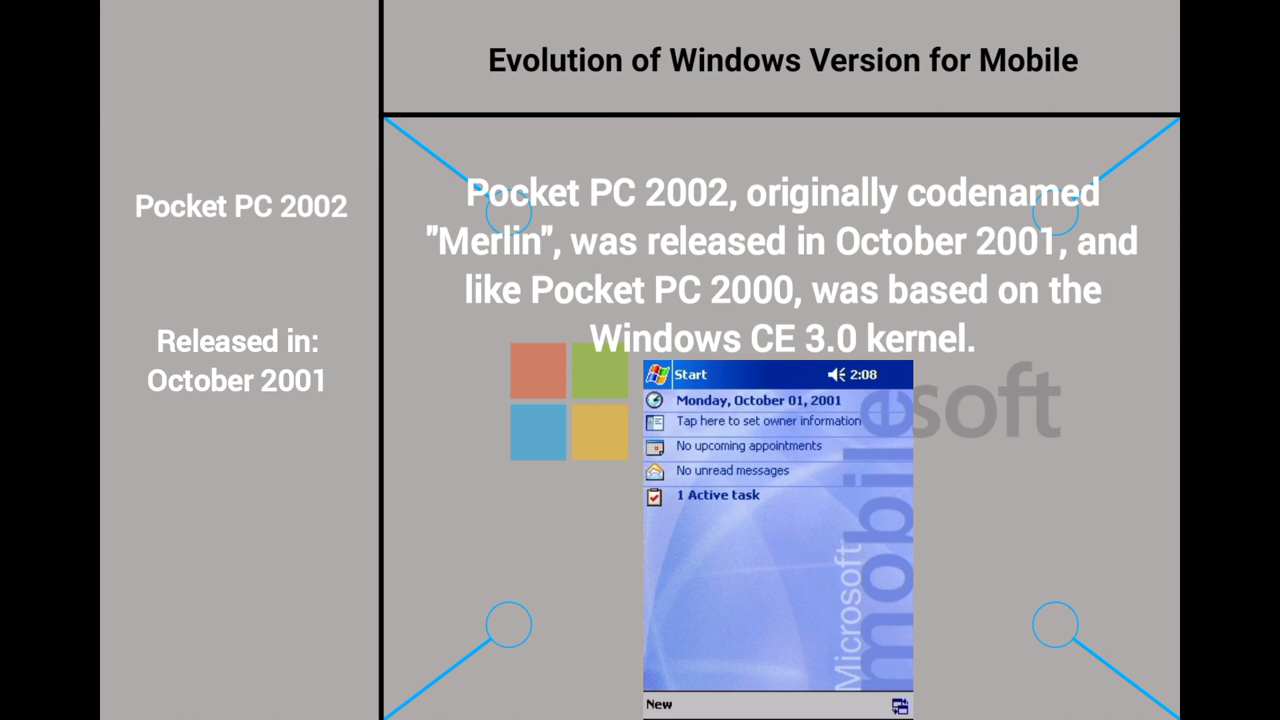 Evolution of Windows Version for Mobile
Pocket PC 2002
Released in:
October 2001
Pocket PC 2002, originally codenamed
"Merlin", was released in October 2001, and
like Pocket PC 2000, was based on the
Windows CE 3.0 kernel.
soft
Start 2:08
Monday, October 01, 2001
Tap here to set owner information
No upcoming appointments
No unread messages
1 Active task
Microsoft
mobile
New